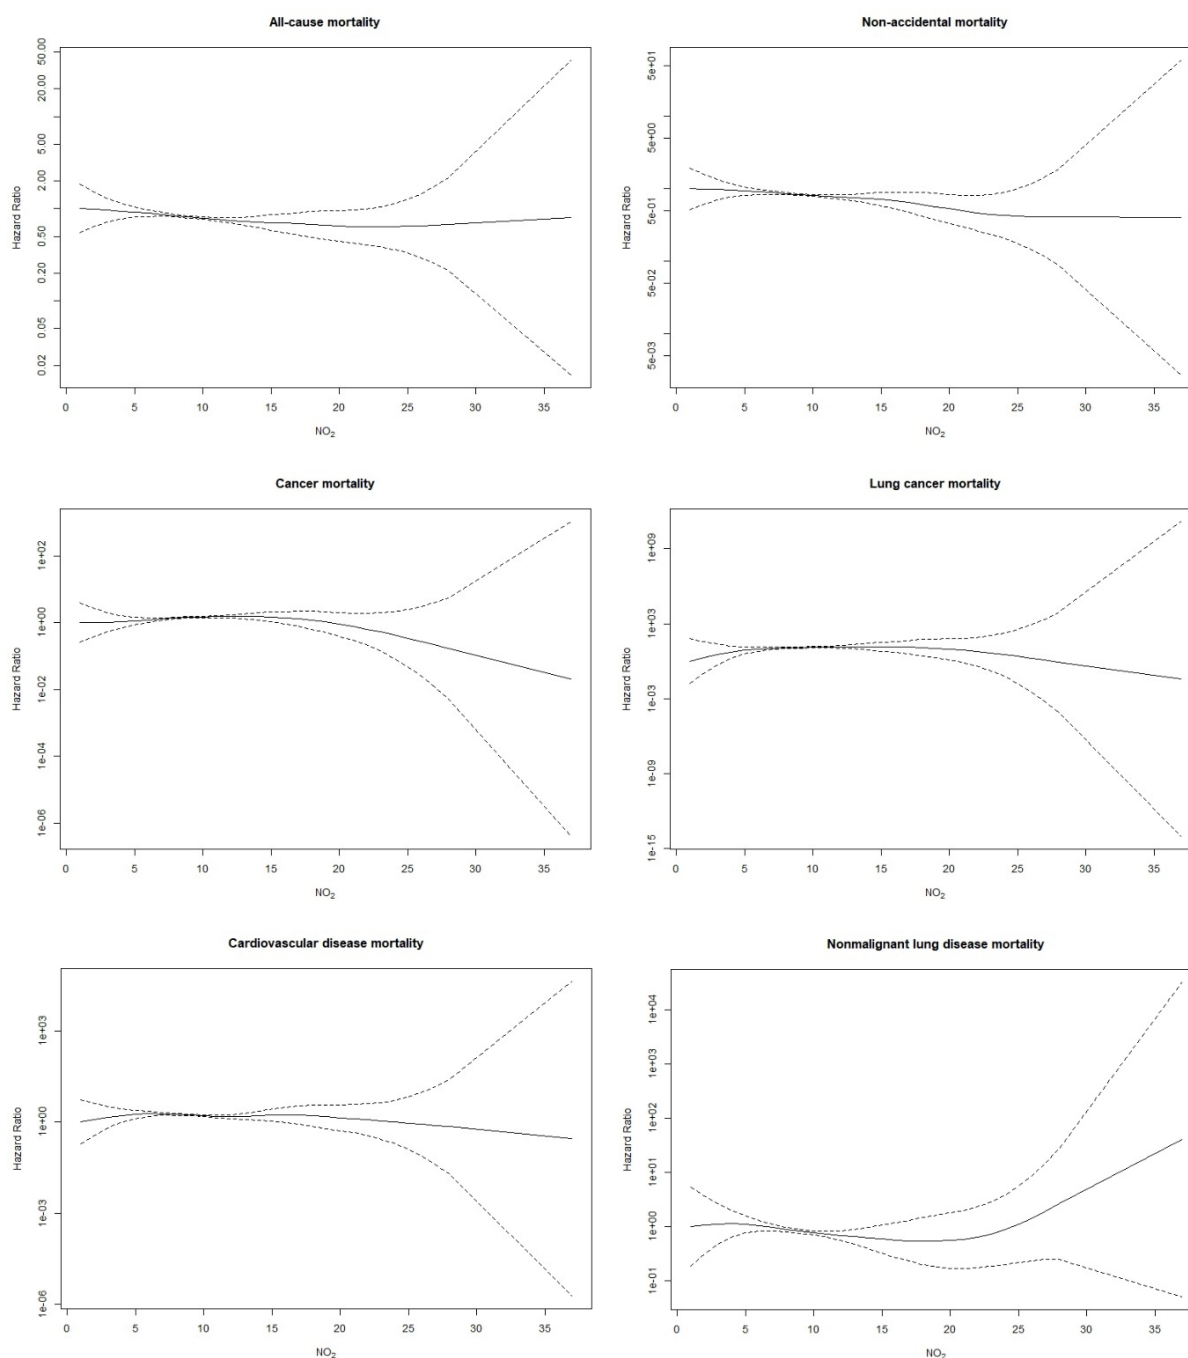 All-cause mortality
Hazard Ratio
50.00
20.00
5.00
2.00
0.50
0.20
0.05
0.02
0 5 10 15 20 25 30 35
NO2
Non-accidental mortality
Hazard Ratio
5e+01
5e+00
5e-01
5e-02
5e-03
0 5 10 15 20 25 30 35
NO2
Cancer mortality
Hazard Ratio
1e+02
1e+00
1e-02
1e-04
1e-06
0 5 10 15 20 25 30 35
NO2
Lung cancer mortality
Hazard Ratio
1e+09
1e+03
1e-03
1e-09
1e-15
0 5 10 15 20 25 30 35
NO2
Cardiovascular disease mortality
Hazard Ratio
1e+03
1e+00
1e-03
1e-06
0 5 10 15 20 25 30 35
NO2
Nonmalignant lung disease mortality
Hazard Ratio
1e+04
1e+03
1e+02
1e+01
1e+00
1e-01
0 5 10 15 20 25 30 35
NO2